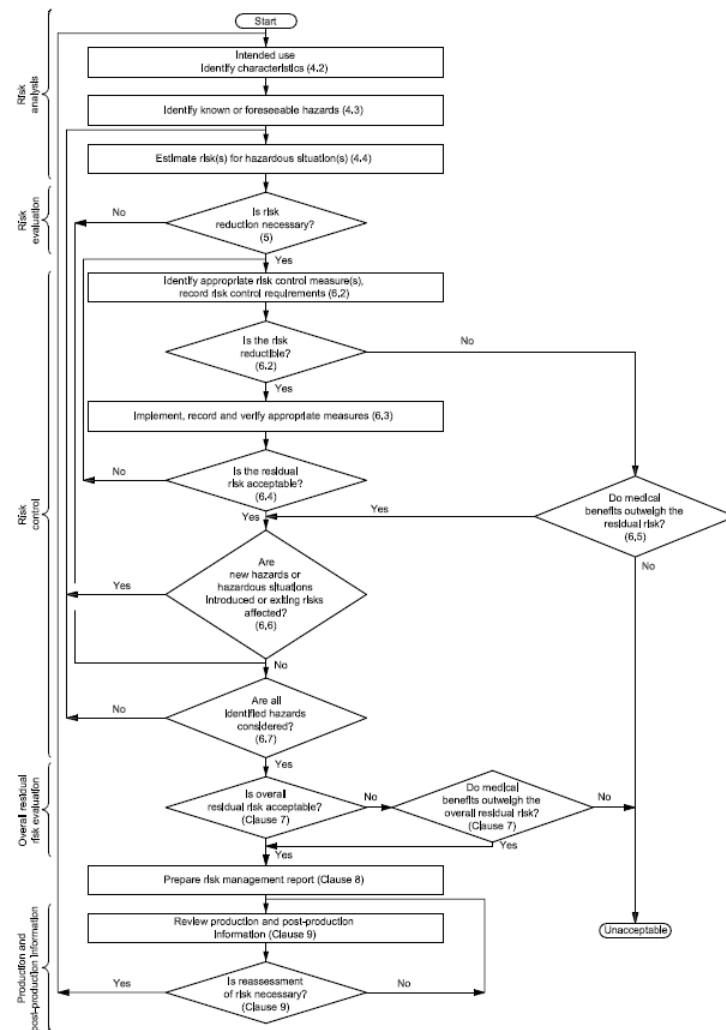 Start
Risk
analysis
Intended use
Identify characteristics (4.2)
Identify known or foreseeable hazards (4.3)
Estimate risk(s) for hazardous situation(s) (4.4)
Risk
evaluation
No
Is risk
reduction necessary?
(5)
Yes
Identify appropriate risk control measure(s),
record risk control requirements (6.2)
Is the risk
reductible?
(6.2)
No
Yes
Implement, record and verify appropriate measures (6.3)
Risk
control
No
Is the residual
risk acceptable?
(6.4)
Yes
Yes
Do medical
benefits outweigh the
residual risk?
(6.5)
No
Yes
Are
new hazards or
hazardous situations
introduced or exiting risks
affected?
(6.6)
No
No
Are all
identified hazards
considered?
(6.7)
Yes
Overall residual
risk evaluation
Is overall
residual risk acceptable?
(Clause 7)
No
Do medical
benefits outweigh the
overall residual risk?
(Clause 7)
No
Yes
Yes
Prepare risk management report (Clause 8)
Production and
post-production information
Review production and post-production
information (Clause 9)
Unacceptable
Yes
Is reassessment
of risk necessary?
(Clause 9)
No